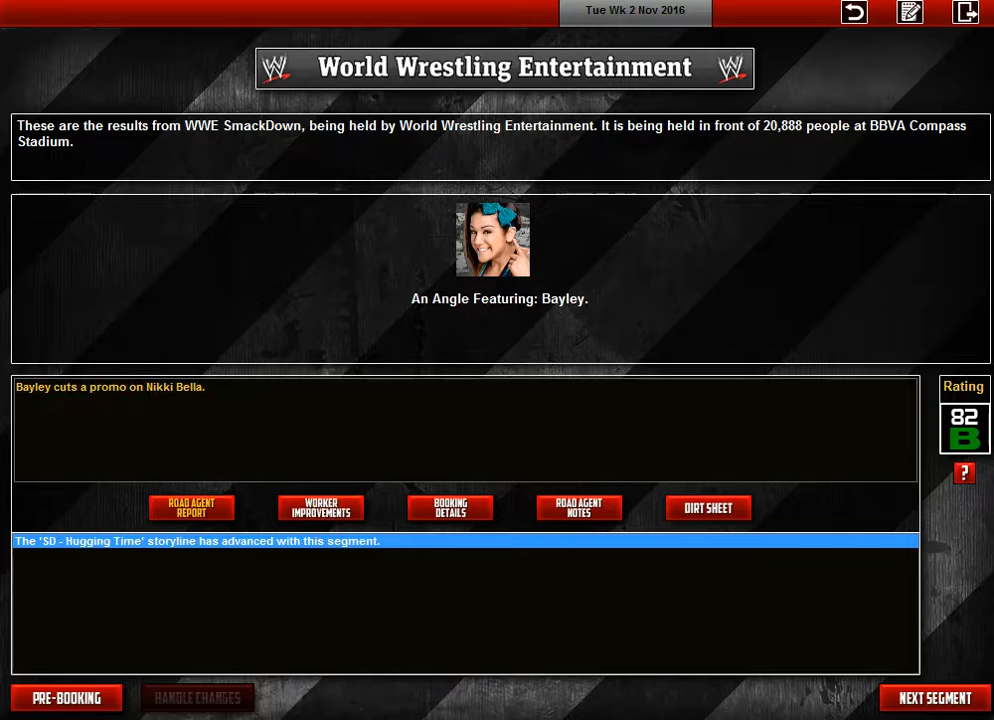 Tue Wk 2 Nov 2016
World Wrestling Entertainment
These are the results from WWE SmackDown, being held by World Wrestling Entertainment. It is being held in front of 20,888 people at BBVA Compass
Stadium.
An Angle Featuring: Bayley.
Bayley cuts a promo on Nikki Bella.
Rating
82
B
?
ROAD AGENT
REPORT
WORKER
IMPROVEMENTS
BOOKING
DETAILS
ROAD AGENT
NOTES
DIRT SHEET
The 'SD - Hugging Time' storyline has advanced with this segment.
PRE-BOOKING
HANDLE CHANGES
NEXT SEGMENT